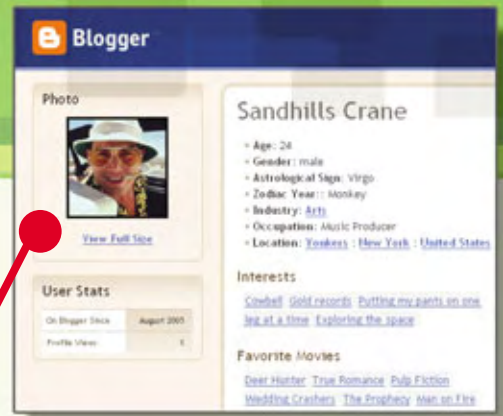 Blogger
Photo
View Full Size
User Stats
On Blogger Since August 2005
Profile Views
Sandhills Crane
• Age: 24
• Gender: male
• Astrological Sign: Virgo
• Zodiac Year:: Monkey
• Industry: Arts
• Occupation: Music Producer
• Location: Yonkers : New York : United States
Interests
Cowbell Gold records Putting my pants on one
leg at a time Exploring the space
Favorite Movies
Deer Hunter True Romance Pulp Fiction
Wedding Crashers The Prophecy Man on Fire